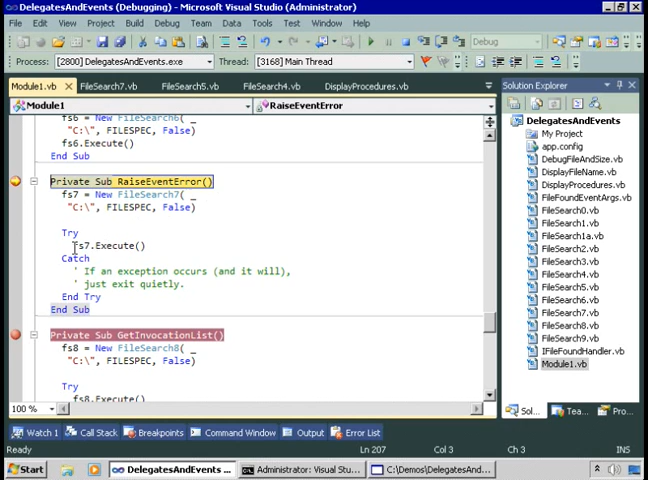 DelegatesAndEvents (Debugging) - Microsoft Visual Studio (Administrator)
File Edit View Project Build Debug Team Data Tools Test Window Help
Debug
Process: [2800] DelegatesAndEvents.exe Thread: [3168] Main Thread
Module1.vb FileSearch7.vb FileSearch5.vb FileSearch4.vb DisplayProcedures.vb
Module1 RaiseEventError
fs6 = New FileSearch6( _
"C:\", FILESPEC, False)
fs6.Execute()
End Sub
Private Sub RaiseEventError()
fs7 = New FileSearch7( _
"C:\", FILESPEC, False)
Try
fs7.Execute()
Catch
' If an exception occurs (and it will),
' just exit quietly.
End Try
End Sub
Private Sub GetInvocationList()
fs8 = New FileSearch8( _
"C:\", FILESPEC, False)
Try
fs8.Execute()
100 %
Solution Explorer
DelegatesAndEvents
My Project
app.config
DebugFileAndSize.vb
DisplayFileName.vb
DisplayProcedures.vb
FileFoundEventArgs.vb
FileSearch0.vb
FileSearch1.vb
FileSearch1a.vb
FileSearch2.vb
FileSearch3.vb
FileSearch4.vb
FileSearch5.vb
FileSearch6.vb
FileSearch7.vb
FileSearch8.vb
FileSearch9.vb
IFileFoundHandler.vb
Module1.vb
Sol... Tea... Pro...
Watch 1 Call Stack Breakpoints Command Window Output Error List
Ready Ln 207 Col 3 Ch 3 INS
Start DelegatesAndEvents ... Administrator: Visual Stu... C:\Demos\DelegatesAnd...